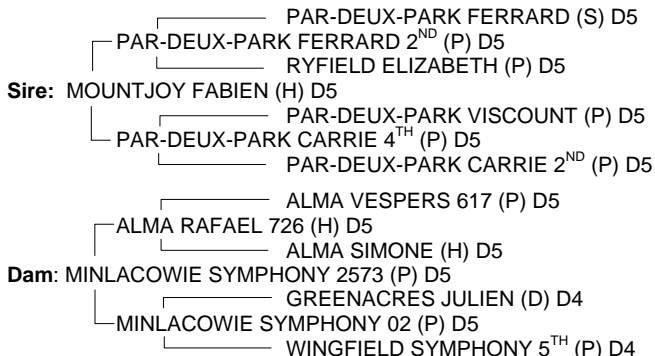 PAR-DEUX-PARK FERRARD (S) D5
PAR-DEUX-PARK FERRARD 2ND (P) D5
RYFIELD ELIZABETH (P) D5
Sire: MOUNTJOY FABIEN (H) D5
PAR-DEUX-PARK VISCOUNT (P) D5
PAR-DEUX-PARK CARRIE 4TH (P) D5
PAR-DEUX-PARK CARRIE 2ND (P) D5
ALMA VESPERS 617 (P) D5
ALMA RAFAEL 726 (H) D5
ALMA SIMONE (H) D5
Dam: MINLACOWIE SYMPHONY 2573 (P) D5
GREENACRES JULIEN (D) D4
MINLACOWIE SYMPHONY 02 (P) D5
WINGFIELD SYMPHONY 5TH (P) D4